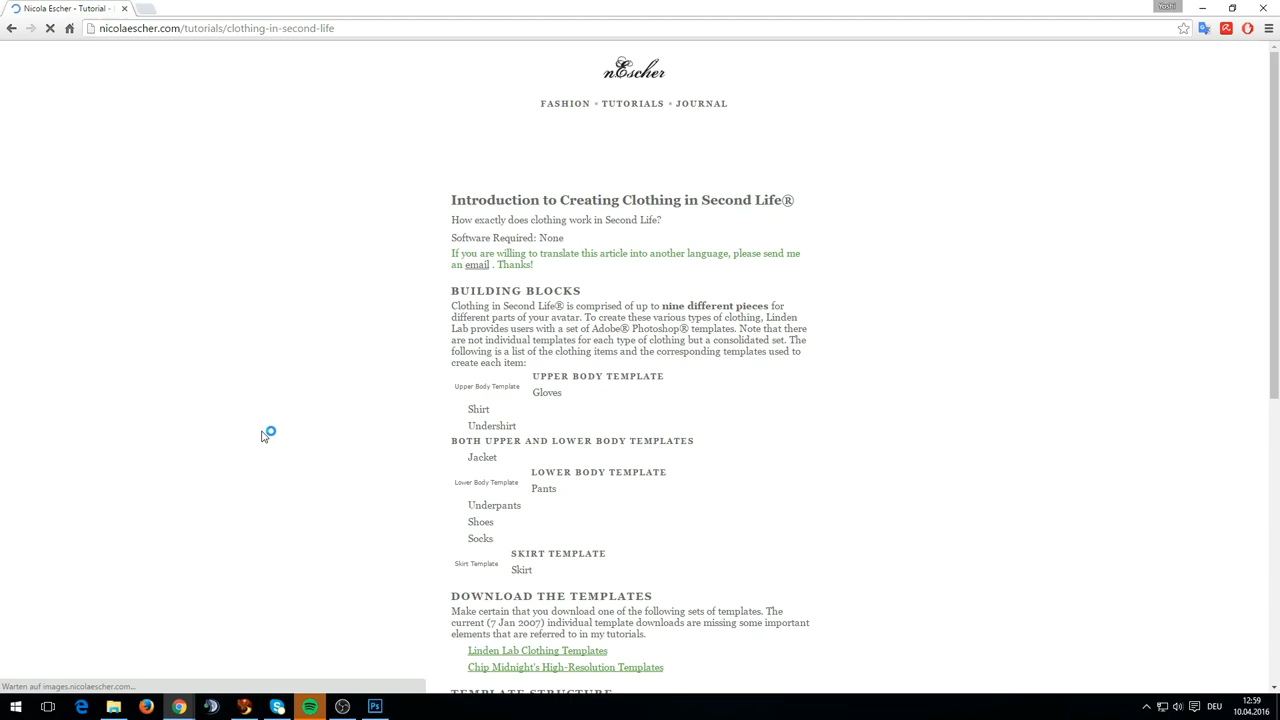 Nicola Escher - Tutorial -
Yoshi
nicolaescher.com/tutorials/clothing-in-second-life
nEscher
FASHION • TUTORIALS • JOURNAL
Introduction to Creating Clothing in Second Life®
How exactly does clothing work in Second Life?
Software Required: None
If you are willing to translate this article into another language, please send me
an email . Thanks!
BUILDING BLOCKS
Clothing in Second Life® is comprised of up to nine different pieces for
different parts of your avatar. To create these various types of clothing, Linden
Lab provides users with a set of Adobe® Photoshop® templates. Note that there
are not individual templates for each type of clothing but a consolidated set. The
following is a list of the clothing items and the corresponding templates used to
create each item:
UPPER BODY TEMPLATE
Upper Body Template
Gloves
Shirt
Undershirt
BOTH UPPER AND LOWER BODY TEMPLATES
Jacket
LOWER BODY TEMPLATE
Lower Body Template
Pants
Underpants
Shoes
Socks
SKIRT TEMPLATE
Skirt Template
Skirt
DOWNLOAD THE TEMPLATES
Make certain that you download one of the following sets of templates. The
current (7 Jan 2007) individual template downloads are missing some important
elements that are referred to in my tutorials.
Linden Lab Clothing Templates
Chip Midnight's High-Resolution Templates
TEMPLATE STRUCTURE
Warten auf images.nicolaescher.com...
DEU
12:59
10.04.2016